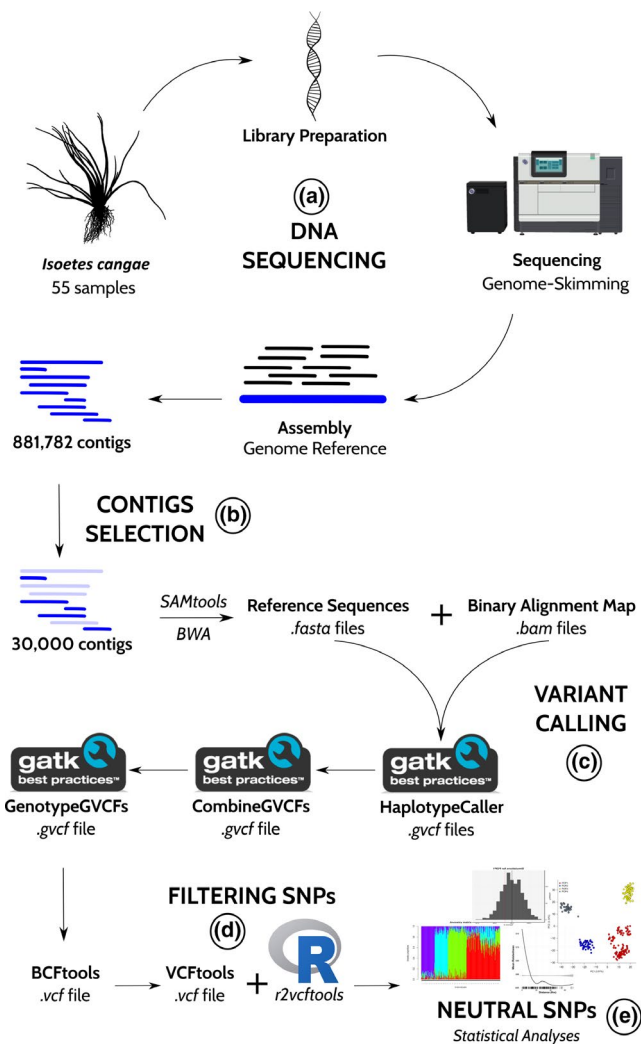 Library Preparation
(a)
DNA
SEQUENCING
Isoetes cangae
55 samples
Sequencing
Genome-Skimming
Assembly
Genome Reference
881,782 contigs
CONTIGS
SELECTION
(b)
30,000 contigs
SAMtools
BWA
Reference Sequences
.fasta files
+
Binary Alignment Map
.bam files
VARIANT
CALLING
(c)
gatk
best practices™
GenotypeGVCFs
.gvcf file
gatk
best practices™
CombineGVCFs
.gvcf file
gatk
best practices™
HaplotypeCaller
.gvcf files
FILTERING SNPs
(d)
BCFtools
.vcf file
VCFtools
.vcf file
+
R
r2vcftools
NEUTRAL SNPs
(e)
Statistical Analyses